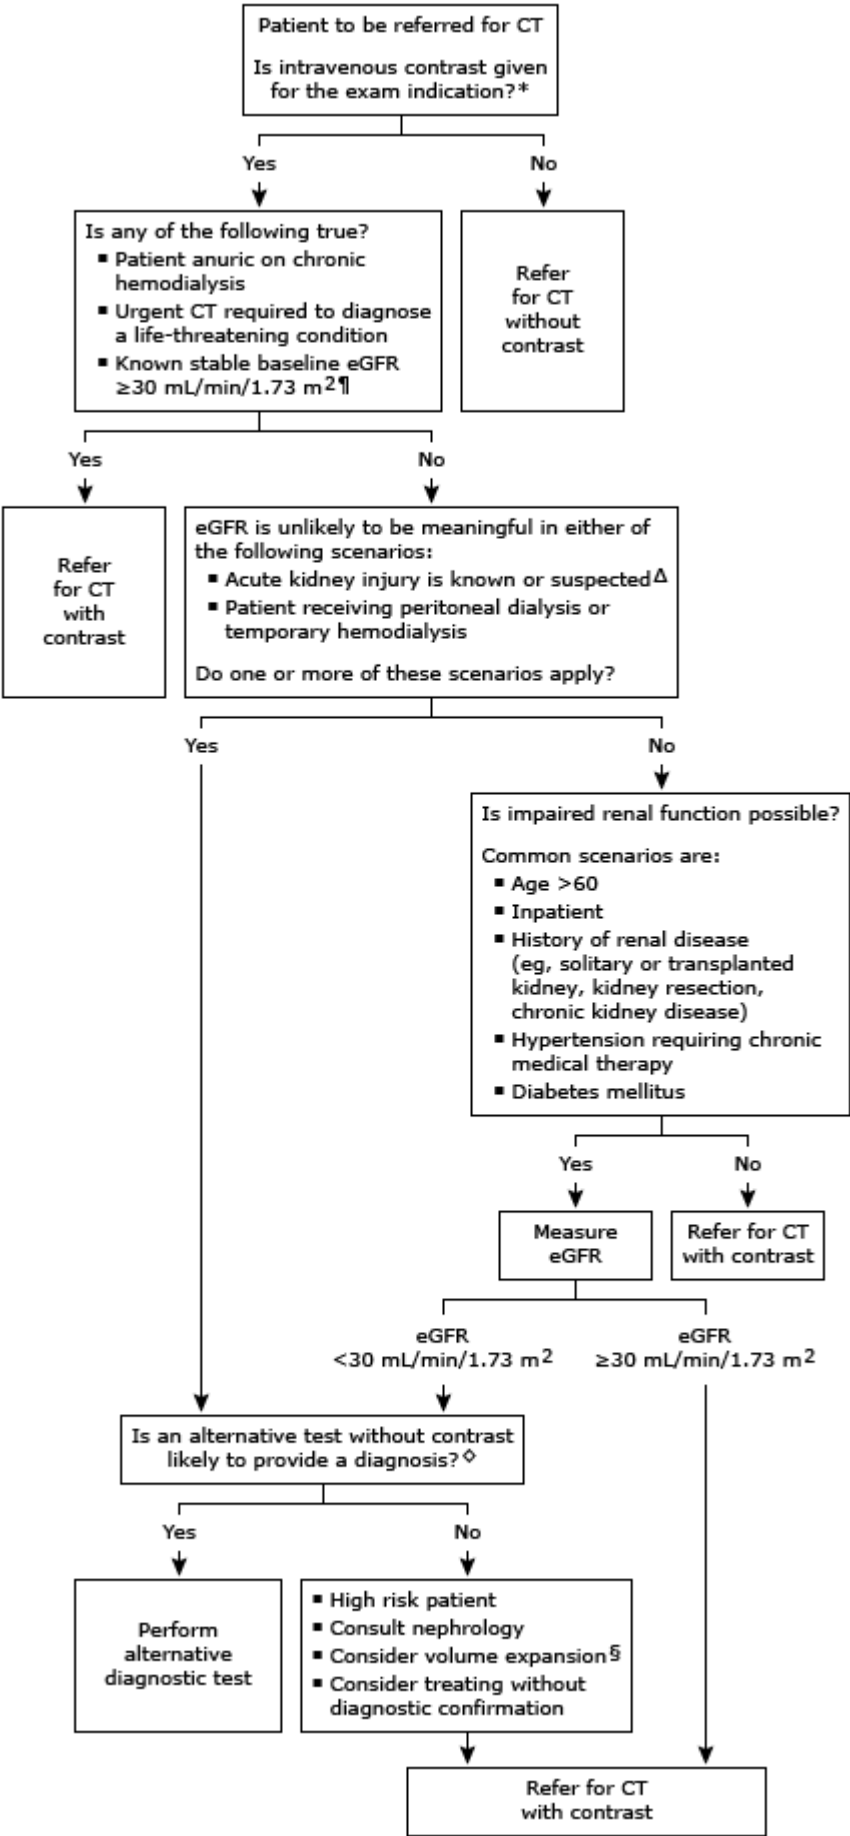 Patient to be referred for CT
Is intravenous contrast given
for the exam indication?*
Yes
No
Is any of the following true?
▪ Patient anuric on chronic
hemodialysis
▪ Urgent CT required to diagnose
a life-threatening condition
▪ Known stable baseline eGFR
≥30 mL/min/1.73 m²¶
Refer
for CT
without
contrast
Yes
No
Refer
for CT
with
contrast
eGFR is unlikely to be meaningful in either of
the following scenarios:
▪ Acute kidney injury is known or suspectedΔ
▪ Patient receiving peritoneal dialysis or
temporary hemodialysis
Do one or more of these scenarios apply?
Yes
No
Is impaired renal function possible?
Common scenarios are:
▪ Age >60
▪ Inpatient
▪ History of renal disease
(eg, solitary or transplanted
kidney, kidney resection,
chronic kidney disease)
▪ Hypertension requiring chronic
medical therapy
▪ Diabetes mellitus
Yes
No
Measure
eGFR
Refer for CT
with contrast
eGFR
<30 mL/min/1.73 m²
eGFR
≥30 mL/min/1.73 m²
Is an alternative test without contrast
likely to provide a diagnosis?◇
Yes
No
Perform
alternative
diagnostic test
▪ High risk patient
▪ Consult nephrology
▪ Consider volume expansion§
▪ Consider treating without
diagnostic confirmation
Refer for CT
with contrast